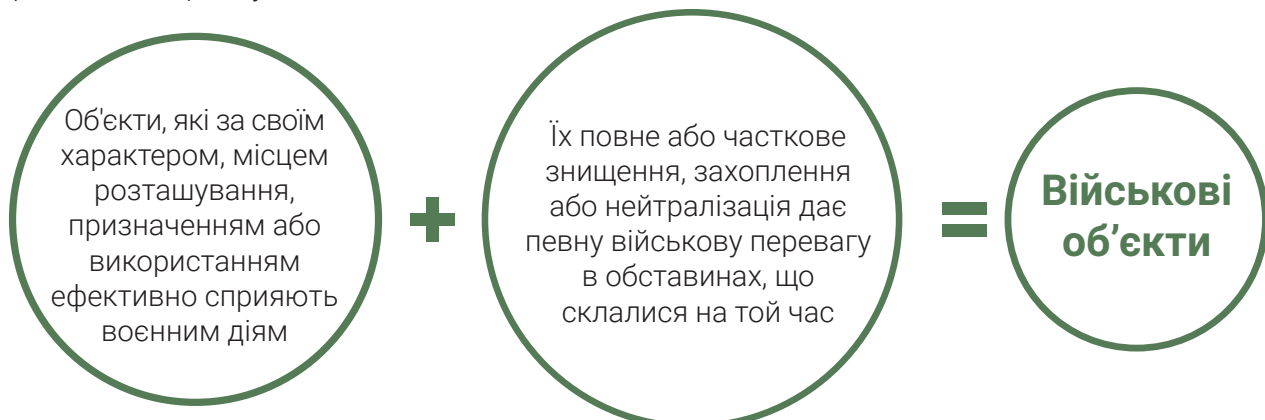 Об'єкти, які за своїм
характером, місцем
розташування,
призначенням або
використанням
ефективно сприяють
воєнним діям
+
Їх повне або часткове
знищення, захоплення
або нейтралізація дає
певну військову перевагу
в обставинах, що
склалися на той час
=
Військові
об’єкти